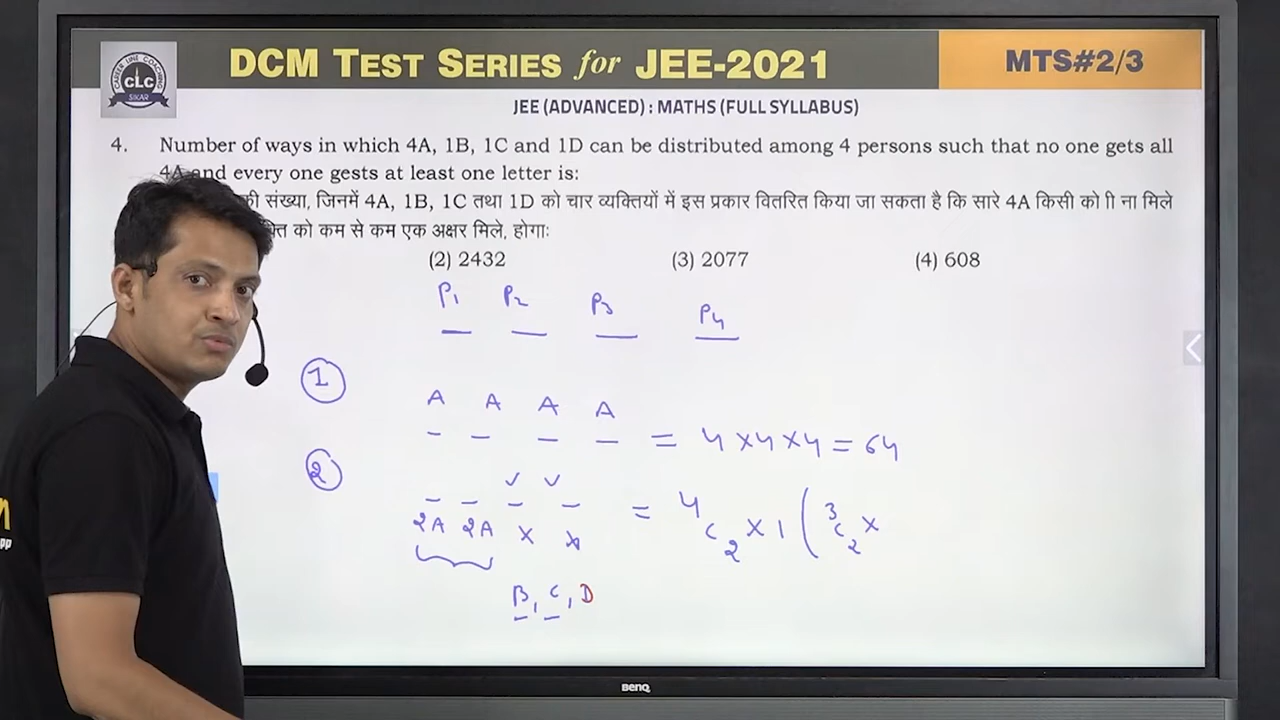 CAREER LINE COACHING
CLC
SIKAR
DCM TEST SERIES for JEE-2021
MTS#2/3
JEE (ADVANCED) : MATHS (FULL SYLLABUS)
4. Number of ways in which 4A, 1B, 1C and 1D can be distributed among 4 persons such that no one gets all
4A and every one gests at least one letter is:
की संख्या, जिनमें 4A, 1B, 1C तथा 1D को चार व्यक्तियों में इस प्रकार वितरित किया जा सकता है कि सारे 4A किसी को ाी ना मिले
को कम से कम एक अक्षर मिले, होगाः
(2) 2432 (3) 2077 (4) 608
P1 P2 P3 P4
1
A A A A
= 4 × 4 × 4 = 64
2
✓ ✓
2A 2A × × = 4C2 × 1 ( 3C2 ×
B, C, D
pp
BenQ